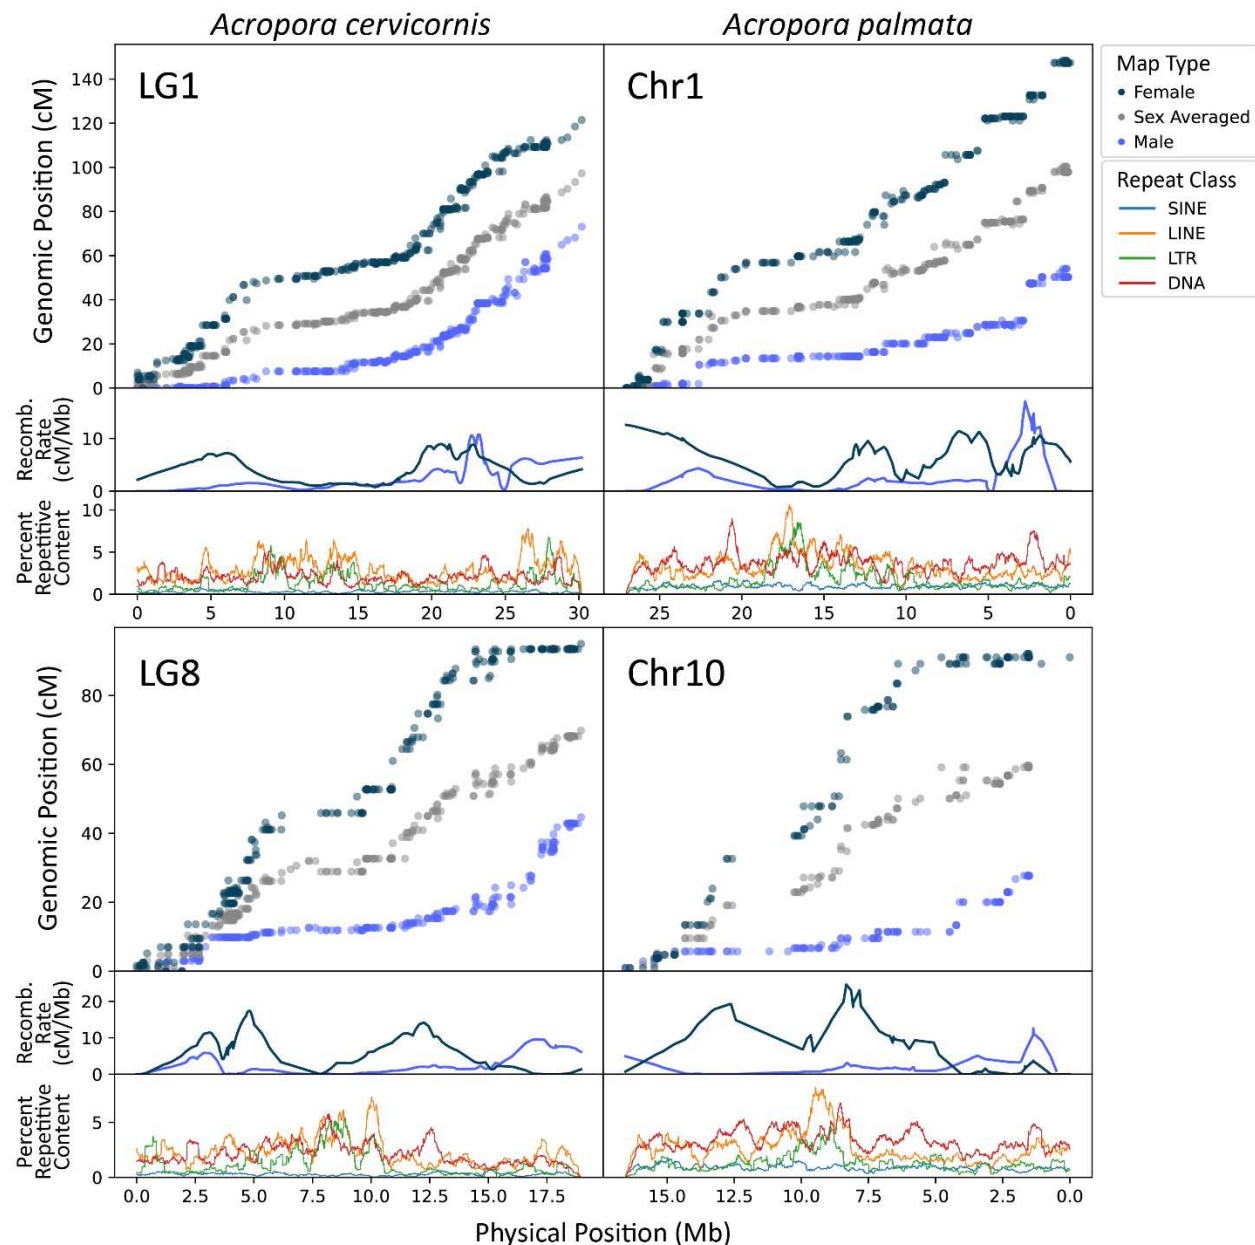 Acropora cervicornis
Acropora palmata
LG1
Chr1
Genomic Position (cM)
140
120
100
80
60
40
20
0
Map Type
Female
Sex Averaged
Male
Repeat Class
SINE
LINE
LTR
DNA
Recomb.
Rate
(cM/Mb)
10
0
Percent
Repetitive
Content
10
5
0
0 5 10 15 20 25 30
25 20 15 10 5 0
LG8
Chr10
Genomic Position (cM)
80
60
40
20
0
Recomb.
Rate
(cM/Mb)
20
10
0
Percent
Repetitive
Content
5
0
0.0 2.5 5.0 7.5 10.0 12.5 15.0 17.5
15.0 12.5 10.0 7.5 5.0 2.5 0.0
Physical Position (Mb)